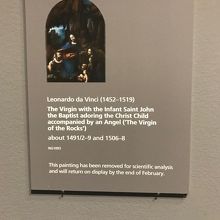 Leonardo da Vinci (1452–1519)
The Virgin with the Infant Saint John
the Baptist adoring the Christ Child
accompanied by an Angel ('The Virgin
of the Rocks')
about 1491/2–9 and 1506–8
NG1093
This painting has been removed for scientific analysis
and will return on display by the end of February.